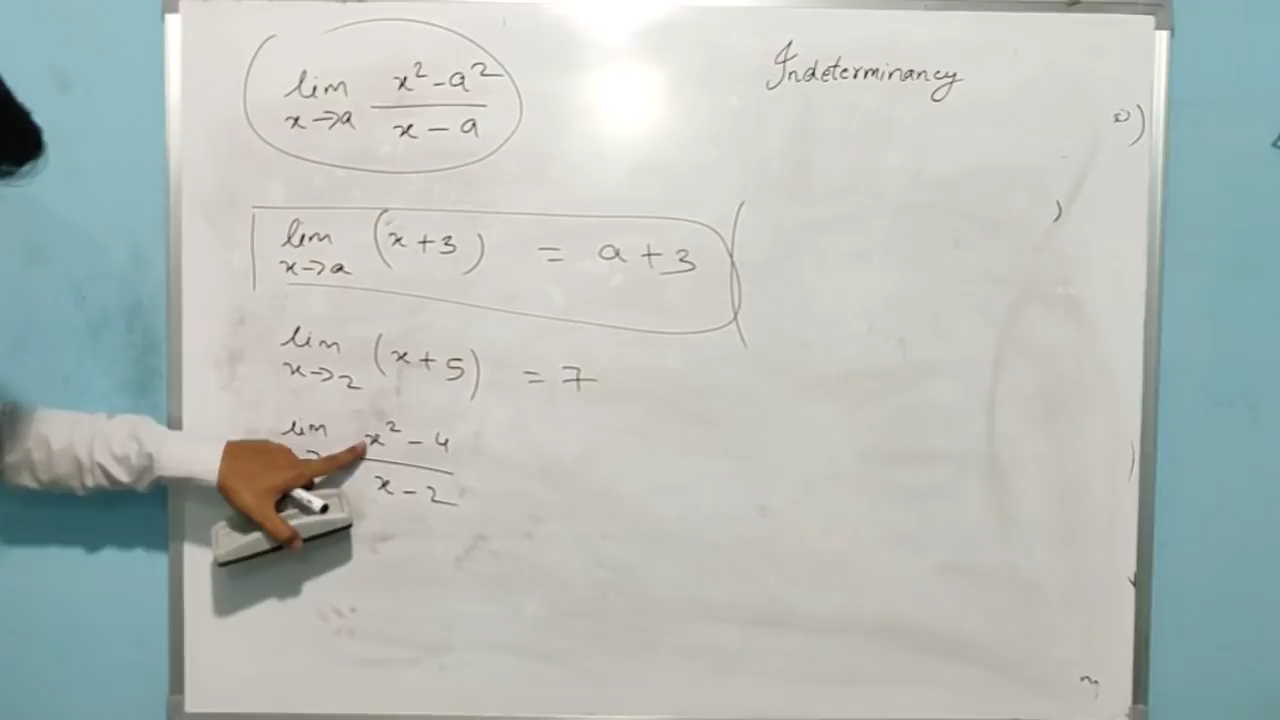 lim x→a (x² - a²)/(x - a)
Indeterminancy
lim x→a (x + 3) = a + 3
lim x→2 (x + 5) = 7
lim (x² - 4)/(x - 2)